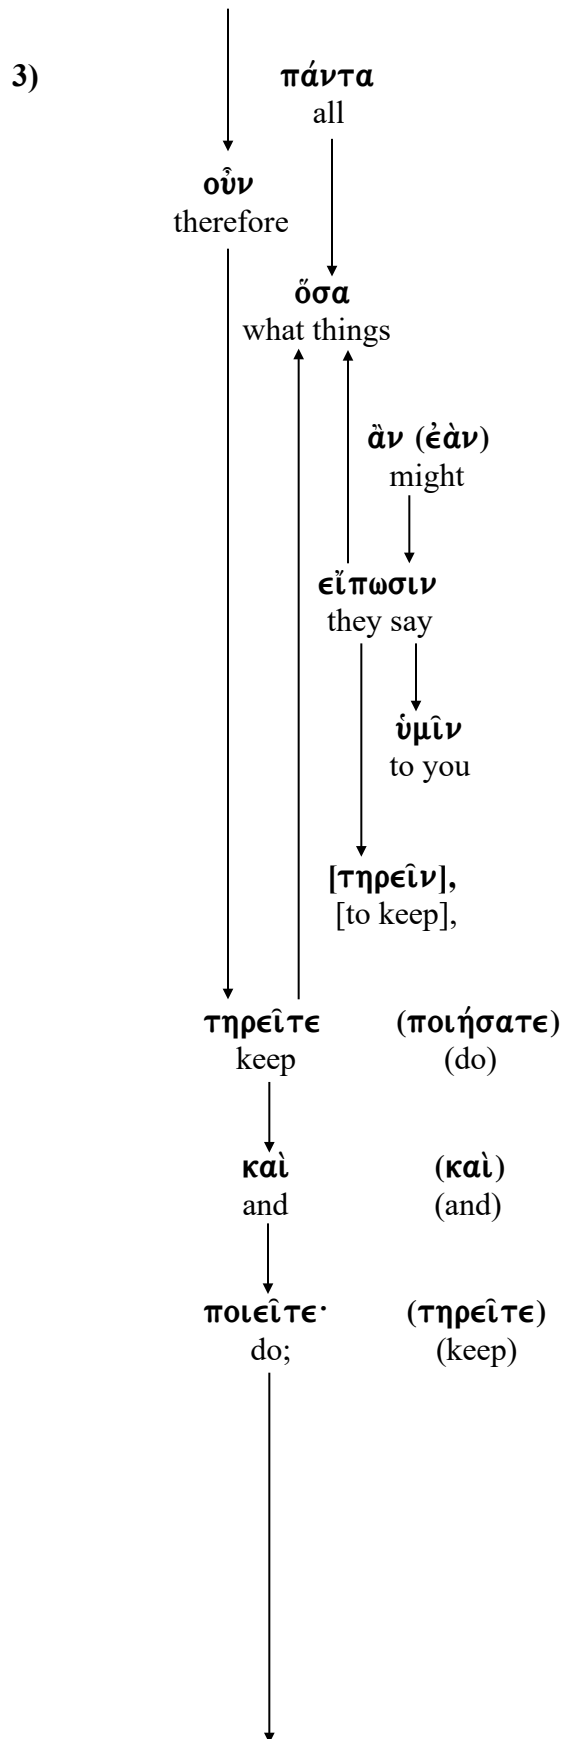 3) πάντα
all
οὖν
therefore
ὅσα
what things
ἂν (ἐὰν)
might
εἴπωσιν
they say
ὑμῖν
to you
[τηρεῖν],
[to keep],
τηρεῖτε (ποιήσατε)
keep (do)
καὶ (καὶ)
and (and)
ποιεῖτε· (τηρεῖτε)
do; (keep)